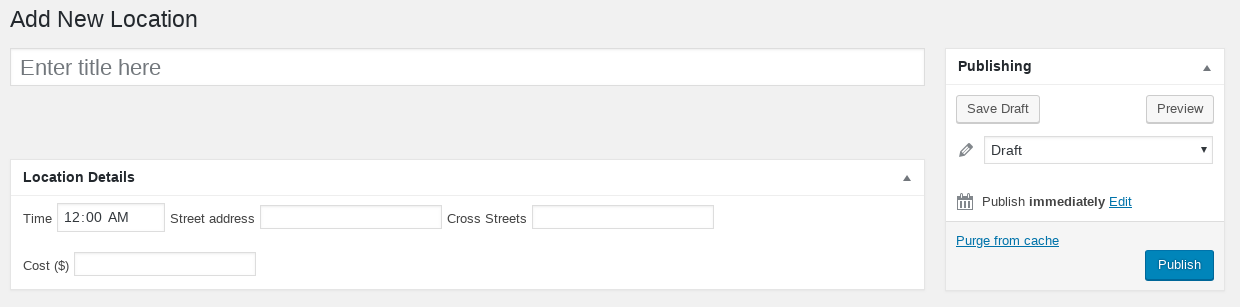 Add New Location
Enter title here
Location Details
Time 12:00 AM Street address Cross Streets
Cost ($)
Publishing
Save Draft Preview
Draft
Publish immediately Edit
Purge from cache
Publish